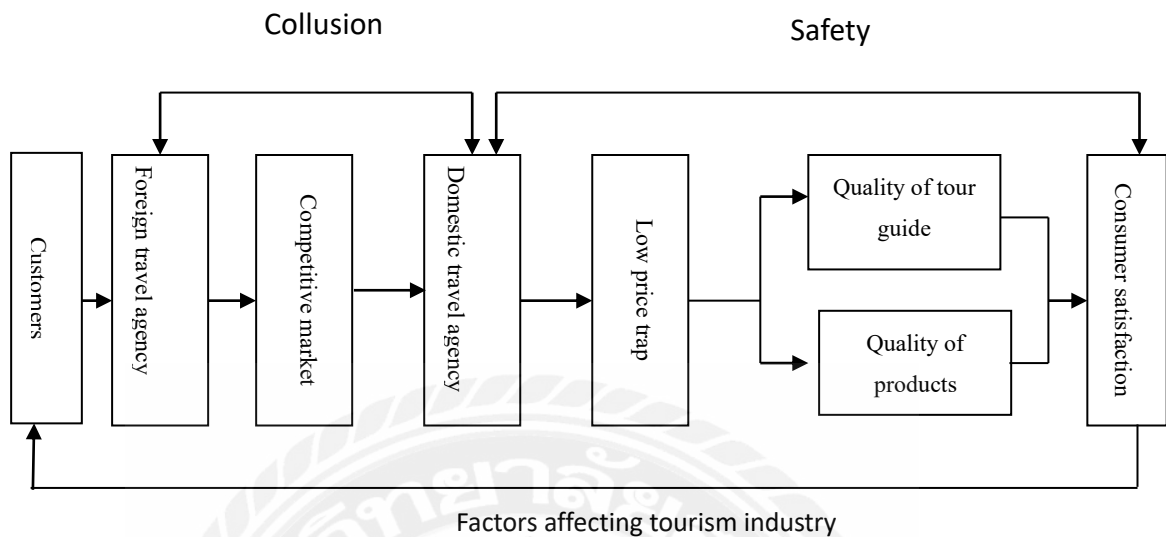 Collusion
Safety
Customers
Foreign travel agency
Competitive market
Domestic travel agency
Low price trap
Quality of tour
guide
Quality of
products
Consumer satisfaction
Factors affecting tourism industry